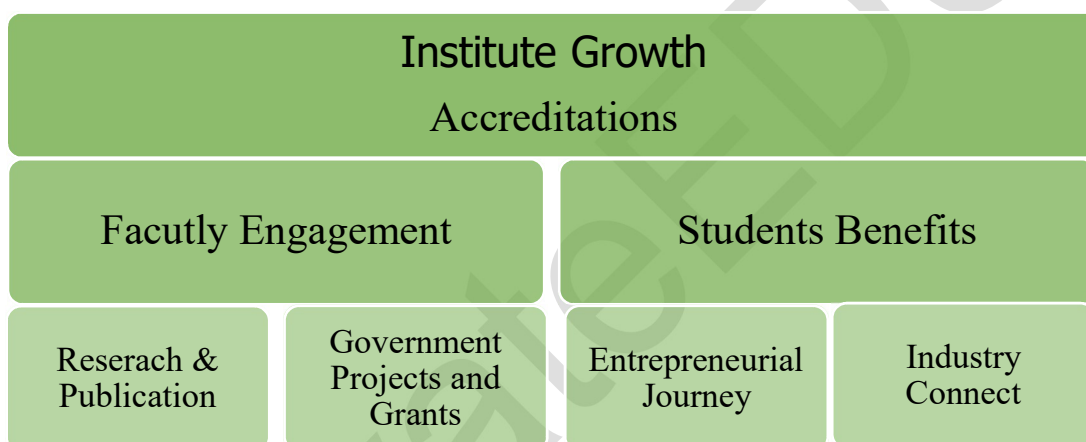 Institute Growth
Accreditations
Facutly Engagement
Students Benefits
Reserach &
Publication
Government
Projects and
Grants
Entrepreneurial
Journey
Industry
Connect